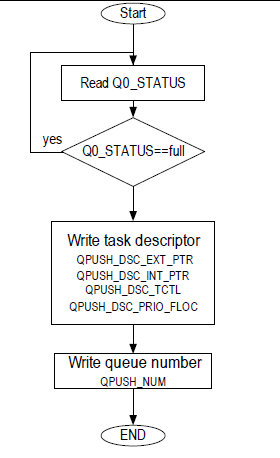 Start
Read Q0_STATUS
yes
Q0_STATUS==full
Write task descriptor
QPUSH_DSC_EXT_PTR
QPUSH_DSC_INT_PTR
QPUSH_DSC_TCTL
QPUSH_DSC_PRIO_FLOC
Write queue number
QPUSH_NUM
END